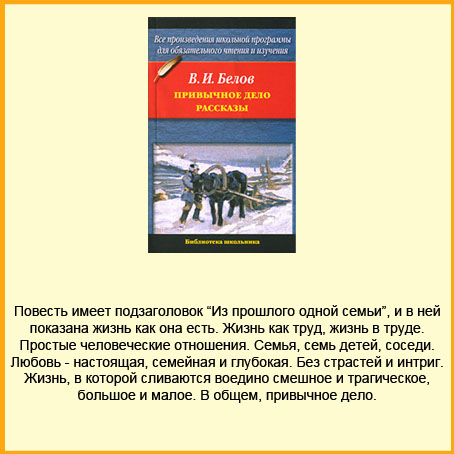 Все произведения школьной программы
для обязательного чтения и изучения
В. И. Белов
ПРИВЫЧНОЕ ДЕЛО
РАССКАЗЫ
Библиотека школьника
Повесть имеет подзаголовок “Из прошлого одной семьи”, и в ней
показана жизнь как она есть. Жизнь как труд, жизнь в труде.
Простые человеческие отношения. Семья, семь детей, соседи.
Любовь - настоящая, семейная и глубокая. Без страстей и интриг.
Жизнь, в которой сливаются воедино смешное и трагическое,
большое и малое. В общем, привычное дело.